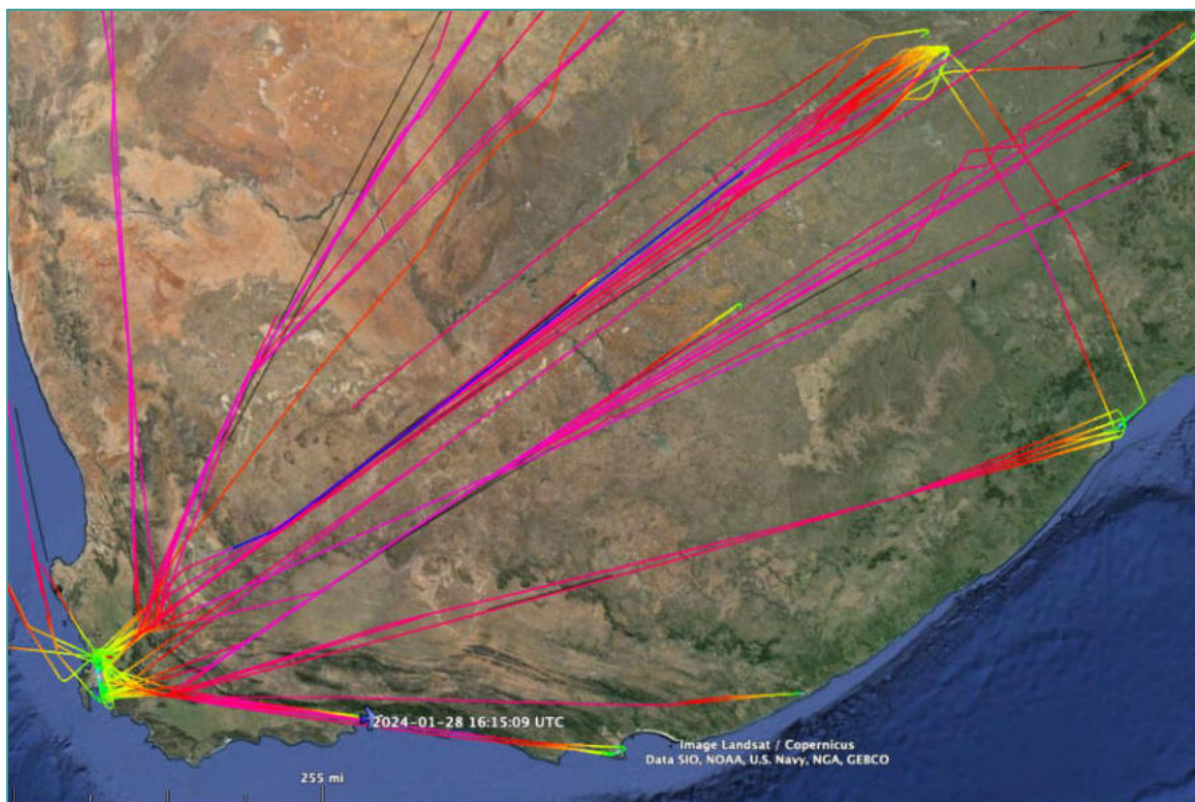 2024-01-28 16:15:09 UTC
Image Landsat / Copernicus
Data SIO, NOAA, U.S. Navy, NGA, GEBCO
255 mi